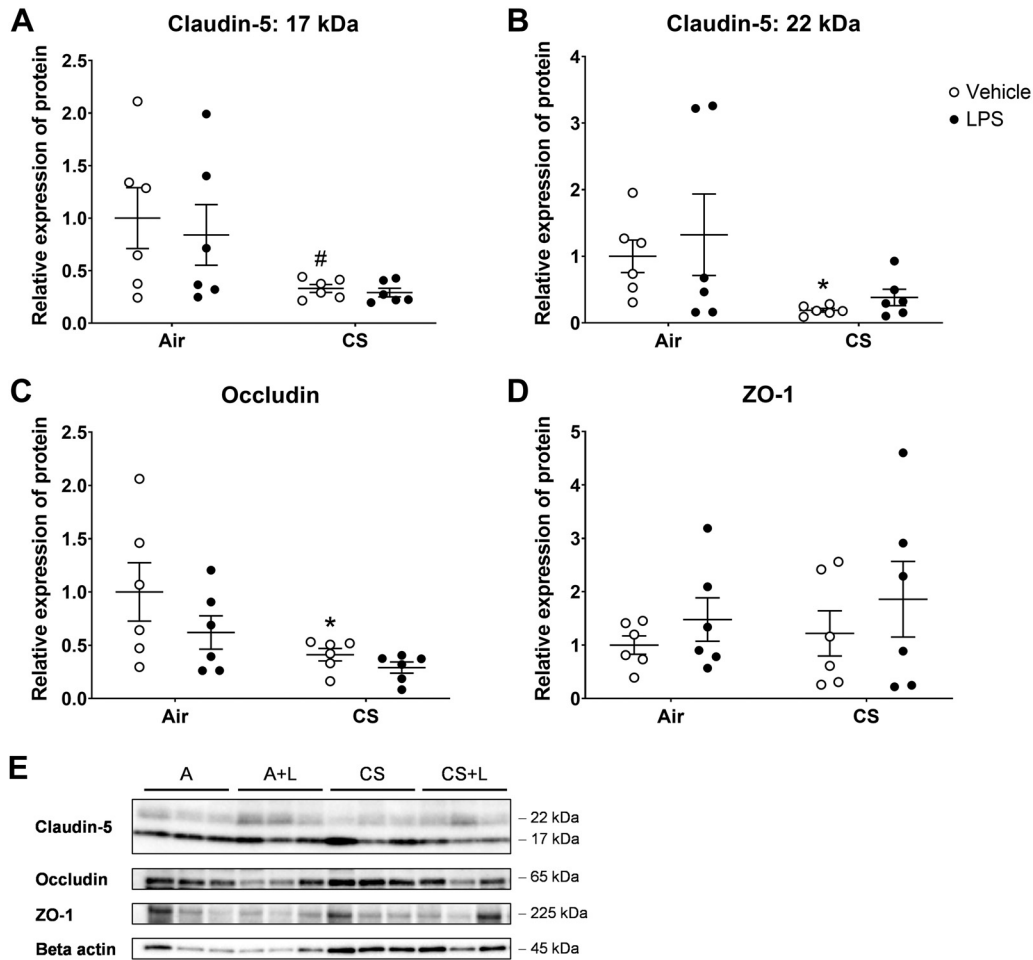 A
Claudin-5: 17 kDa
Relative expression of protein
2.5
2.0
1.5
1.0
0.5
0.0
#
Air
CS
B
Claudin-5: 22 kDa
Relative expression of protein
4
3
2
1
0
*
Air
CS
Vehicle
LPS
C
Occludin
Relative expression of protein
2.5
2.0
1.5
1.0
0.5
0.0
*
Air
CS
D
ZO-1
Relative expression of protein
5
4
3
2
1
0
Air
CS
E
A A+L CS CS+L
Claudin-5
– 22 kDa
– 17 kDa
Occludin – 65 kDa
ZO-1 – 225 kDa
Beta actin – 45 kDa